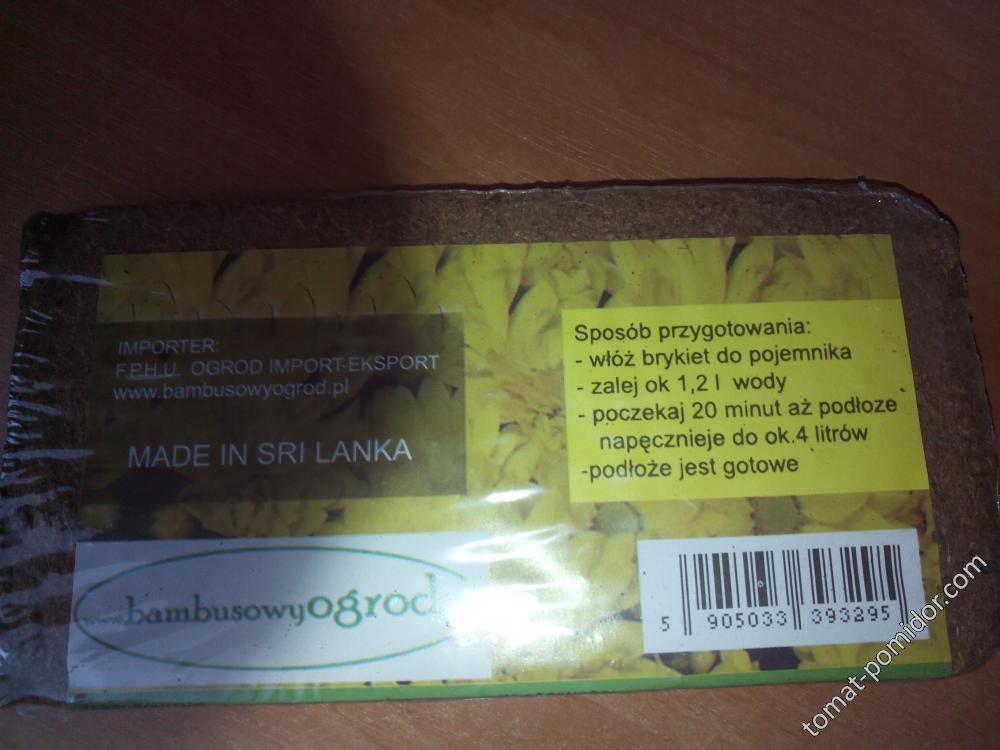 IMPORTER:
F.P.H.U. OGROD IMPORT-EKSPORT
www.bambusowyogrod.pl
MADE IN SRI LANKA
Sposób przygotowania:
- włóż brykiet do pojemnika
- zalej ok 1,2 l wody
- poczekaj 20 minut aż podłoze
napęcznieje do ok.4 litrów
-podłoże jest gotowe
www.bambusowyogrod
5 905033 393295
tomat-pomidor.com